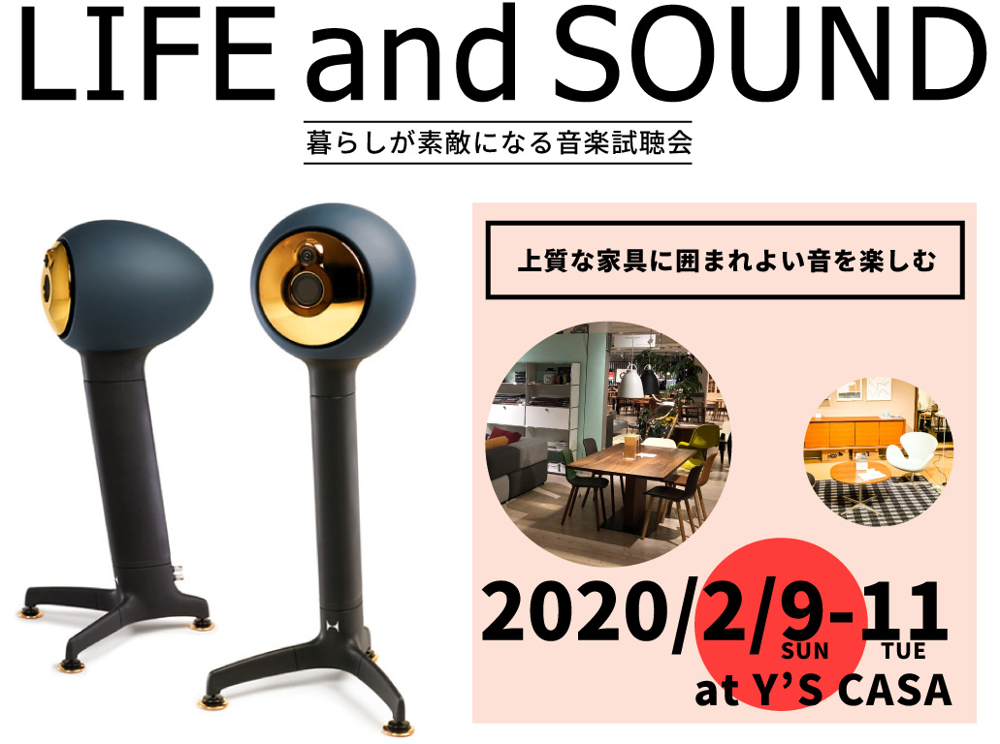 LIFE and SOUND
暮らしが素敵になる音楽試聴会
上質な家具に囲まれよい音を楽しむ
2020/2/9-11
SUN TUE
at Y’S CASA